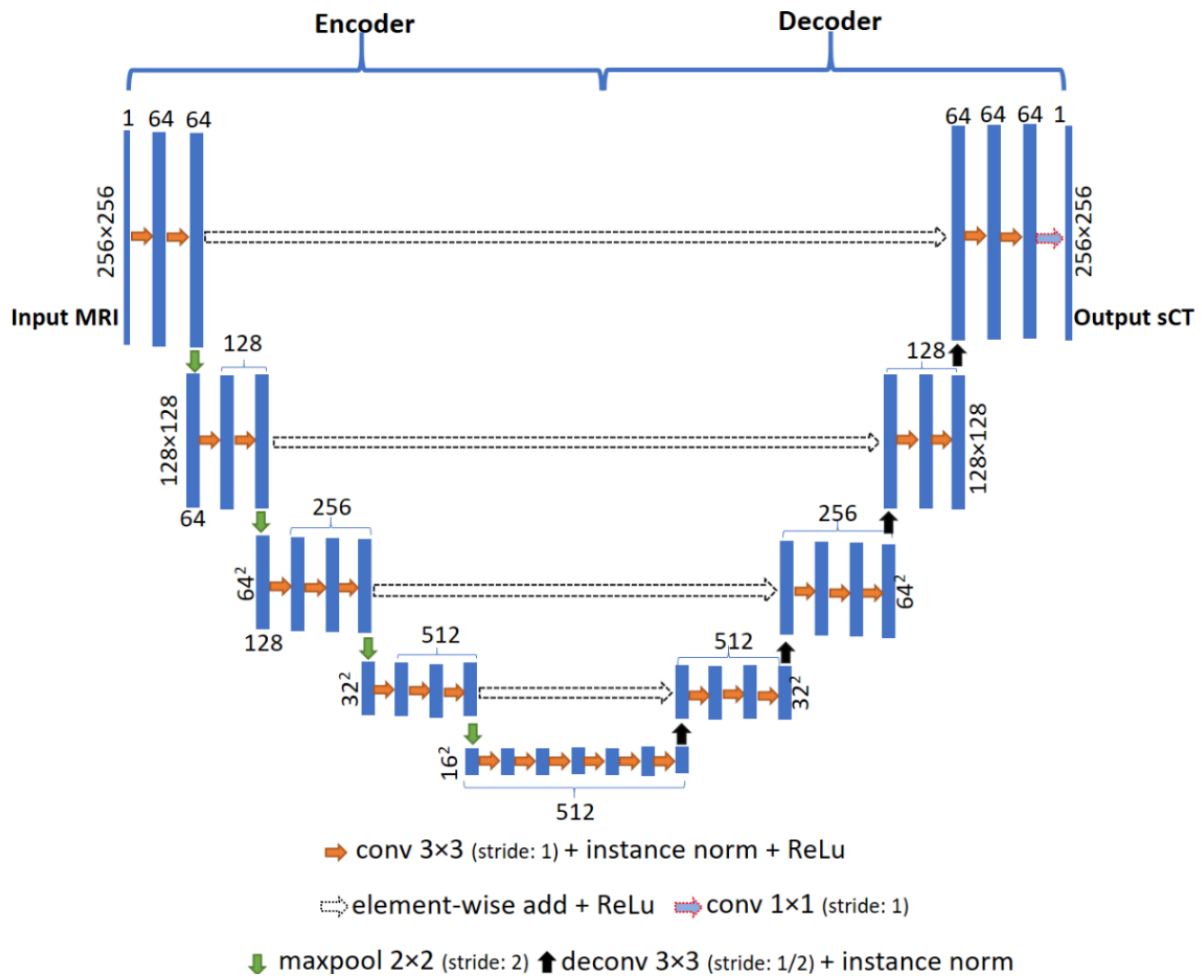 Encoder
Decoder
1 64 64
64 64 64 1
256×256
256×256
Input MRI
Output sCT
128
128
128×128
128×128
64
256
256
64²
64²
128
512
512
32²
32²
16²
512
conv 3×3 (stride: 1) + instance norm + ReLu
element-wise add + ReLu conv 1×1 (stride: 1)
maxpool 2×2 (stride: 2) deconv 3×3 (stride: 1/2) + instance norm